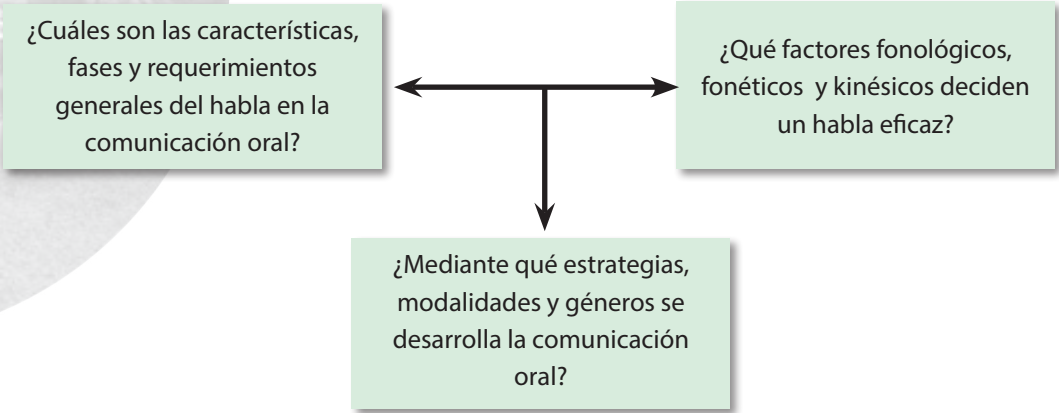 ¿Cuáles son las características,
fases y requerimientos
generales del habla en la
comunicación oral?
¿Qué factores fonológicos,
fonéticos y kinésicos deciden
un habla eficaz?
¿Mediante qué estrategias,
modalidades y géneros se
desarrolla la comunicación
oral?